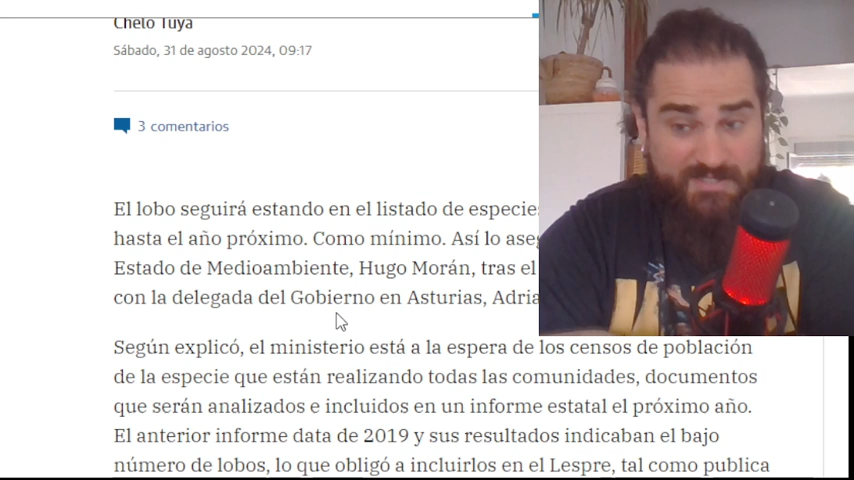 Chelo Tuya
Sábado, 31 de agosto 2024, 09:17
3 comentarios
El lobo seguirá estando en el listado de especies
hasta el año próximo. Como mínimo. Así lo
Estado de Medioambiente, Hugo Morán, tras el
con la delegada del Gobierno en Asturias,
Según explicó, el ministerio está a la espera de los censos de población
de la especie que están realizando todas las comunidades, documentos
que serán analizados e incluidos en un informe estatal el próximo año.
El anterior informe data de 2019 y sus resultados indicaban el bajo
número de lobos, lo que obligó a incluirlos en el Lespre, tal como publica